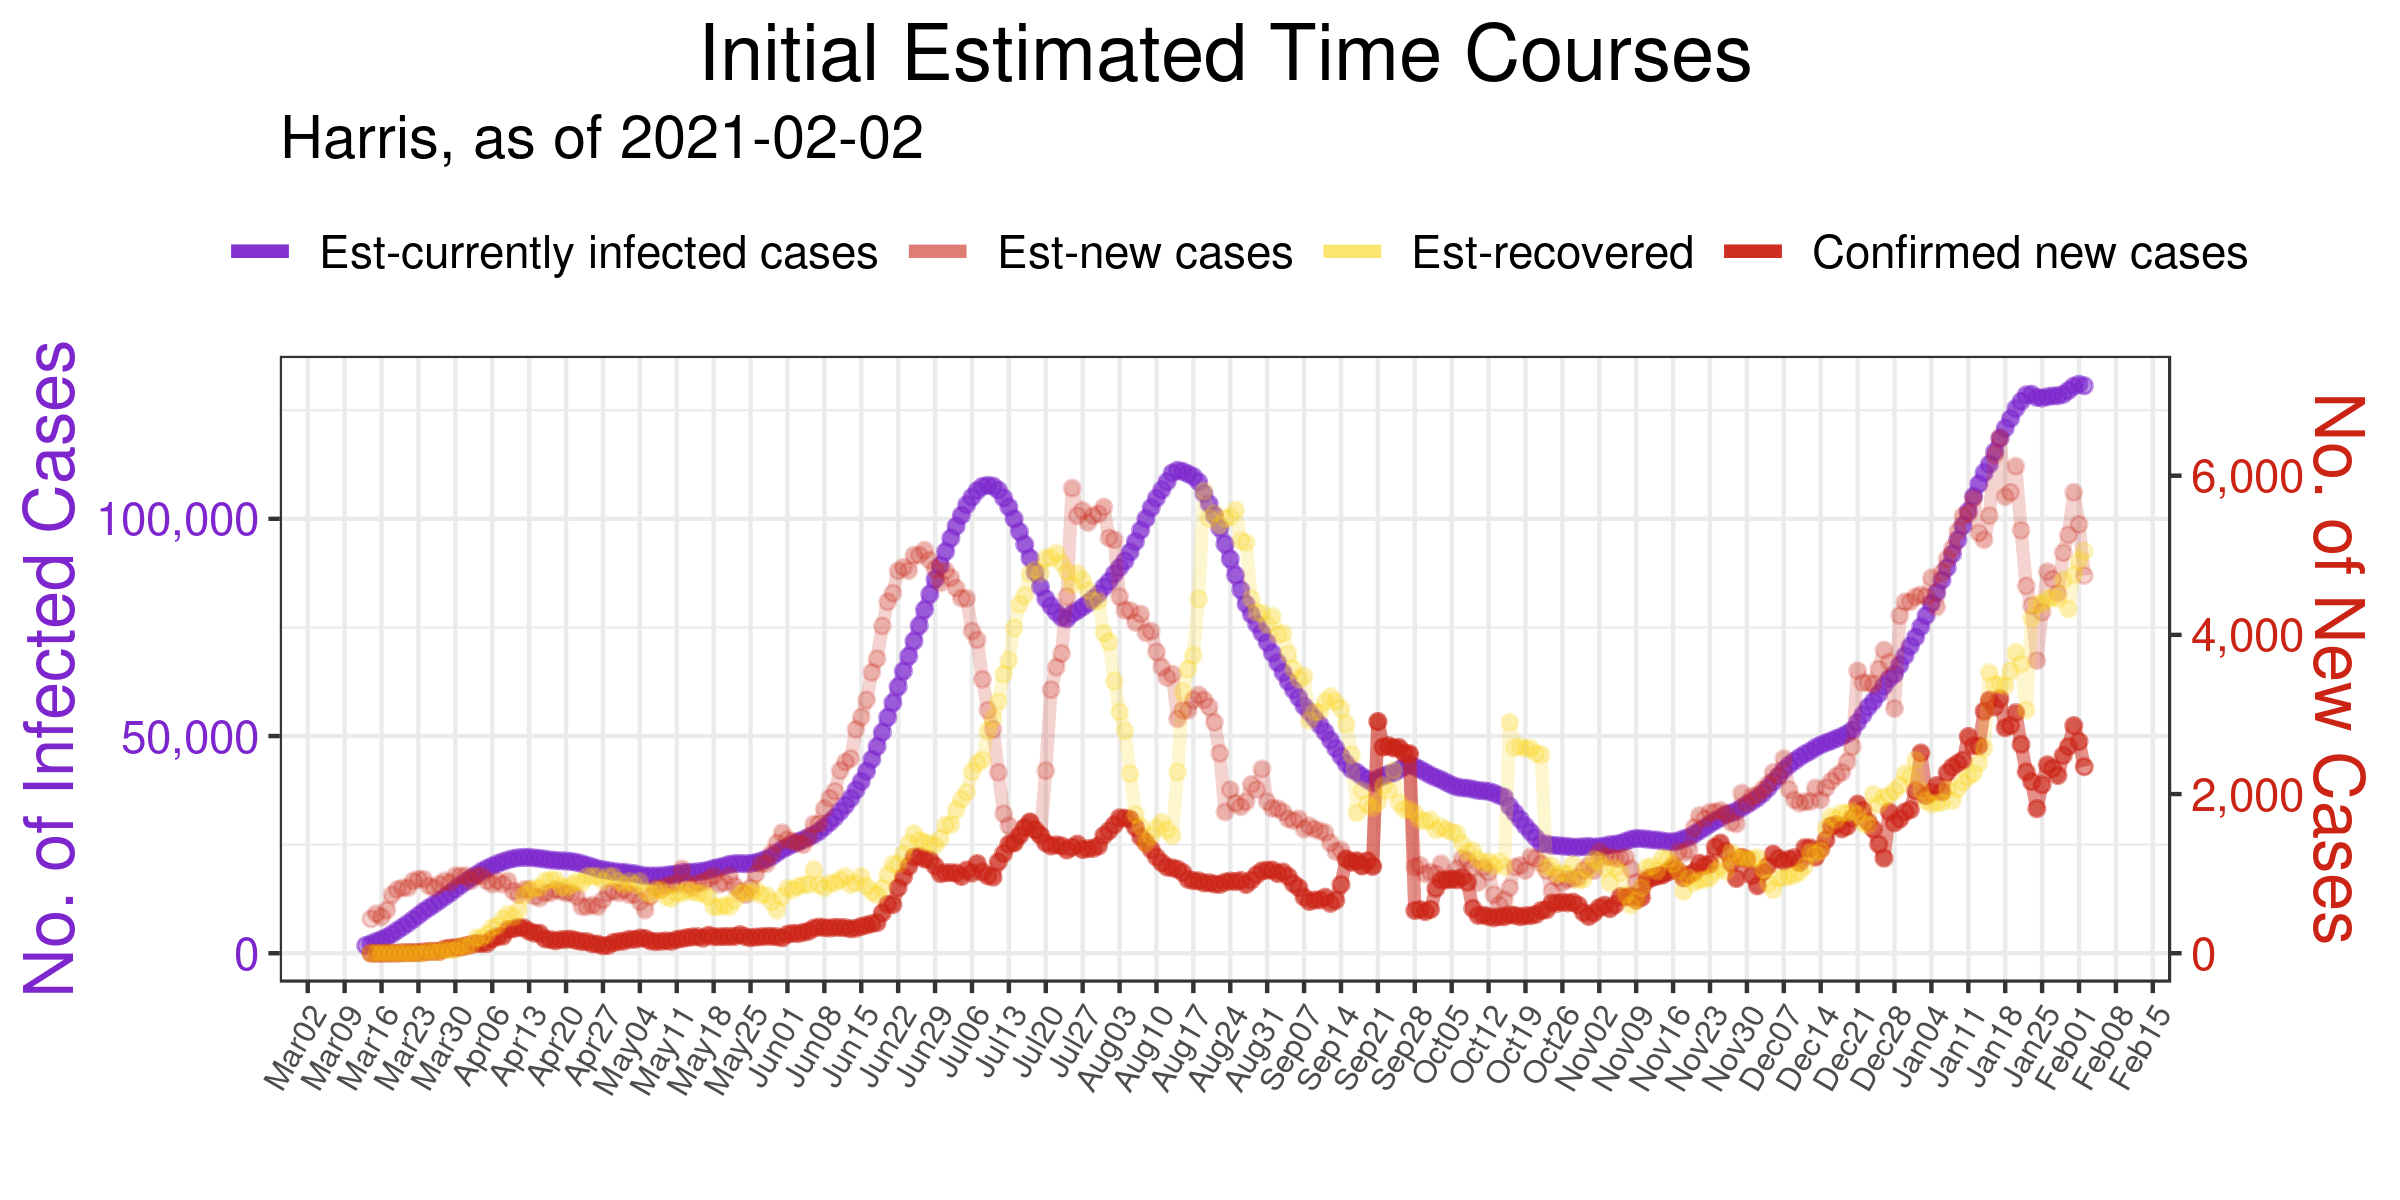 Initial Estimated Time Courses
Harris, as of 2021-02-02
Est-currently infected cases Est-new cases Est-recovered Confirmed new cases
No. of Infected Cases
100,000
50,000
0
No. of New Cases
6,000
4,000
2,000
0
Mar02 Mar09 Mar16 Mar23 Mar30 Apr06 Apr13 Apr20 Apr27 May04 May11 May18 May25 Jun01 Jun08 Jun15 Jun22 Jun29 Jul06 Jul13 Jul20 Jul27 Aug03 Aug10 Aug17 Aug24 Aug31 Sep07 Sep14 Sep21 Sep28 Oct05 Oct12 Oct19 Oct26 Nov02 Nov09 Nov16 Nov23 Nov30 Dec07 Dec14 Dec21 Dec28 Jan04 Jan11 Jan18 Jan25 Feb01 Feb08 Feb15